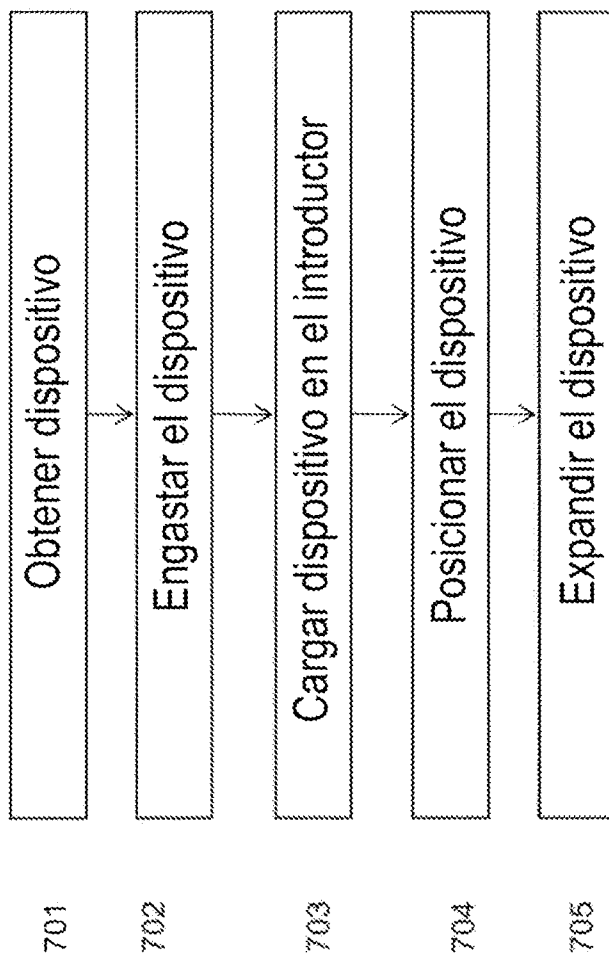 701 Obtener dispositivo
702 Engastar el dispositivo
703 Cargar dispositivo en el introductor
704 Posicionar el dispositivo
705 Expandir el dispositivo